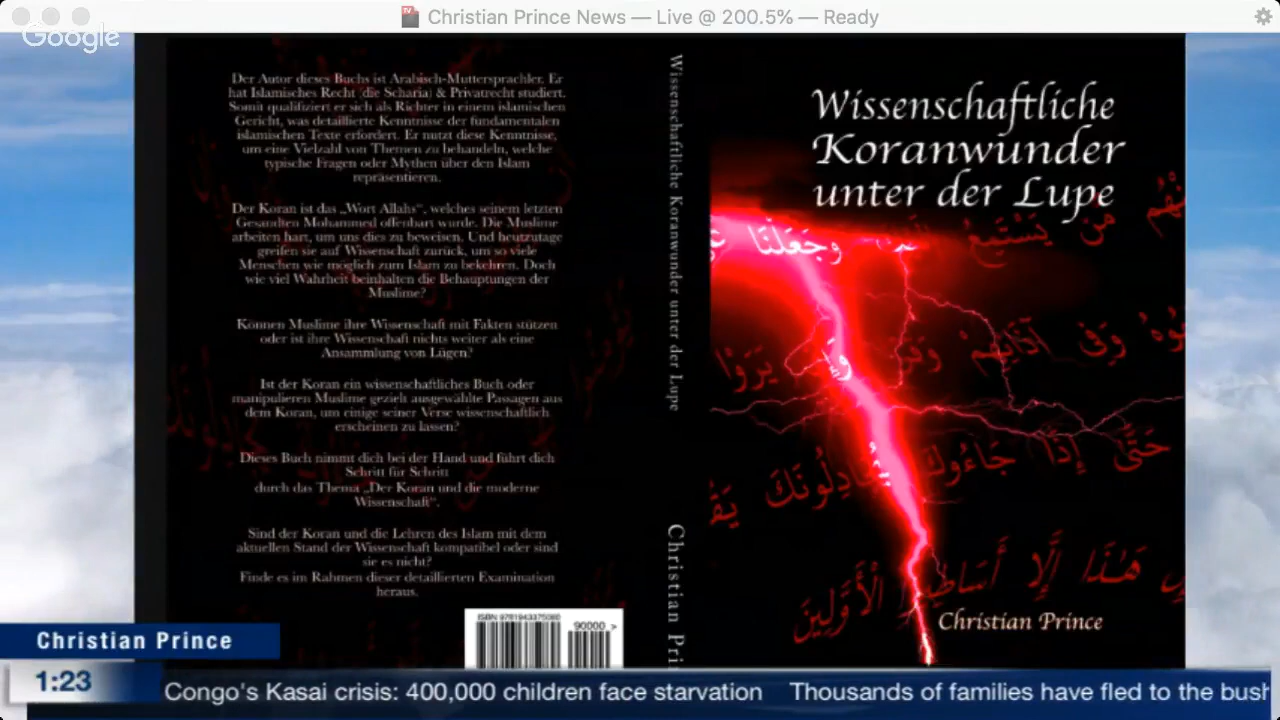 Christian Prince News — Live @ 200.5% — Ready
Google
Der Autor dieses Buchs ist Arabisch-Muttersprachler. Er
hat Islamisches Recht (die Scharia) & Privatrecht studiert.
Somit qualifiziert er sich als Richter in einem islamischen
Gericht, was detaillierte Kenntnisse der fundamentalen
islamischen Texte erfordert. Er nutzt diese Kenntnisse,
um eine Vielzahl von Themen zu behandeln, welche
typische Fragen oder Mythen über den Islam
repräsentieren.
Der Koran ist das „Wort Allahs“, welches seinem letzten
Gesandten Mohammed offenbart wurde. Die Muslime
arbeiten hart, um uns dies zu beweisen. Und heutzutage
greifen sie auf Wissenschaft zurück, um so viele
Menschen wie möglich zum Islam zu bekehren. Doch
wie viel Wahrheit beinhalten die Behauptungen der
Muslime?
Können Muslime ihre Wissenschaft mit Fakten stützen
oder ist ihre Wissenschaft nichts weiter als eine
Ansammlung von Lügen?
Ist der Koran ein wissenschaftliches Buch oder
manipulieren Muslime gezielt ausgewählte Passagen aus
dem Koran, um einige seiner Verse wissenschaftlich
erscheinen zu lassen?
Dieses Buch nimmt dich bei der Hand und führt dich
Schritt für Schritt
durch das Thema „Der Koran und die moderne
Wissenschaft“.
Sind der Koran und die Lehren des Islam mit dem
aktuellen Stand der Wissenschaft kompatibel oder sind
sie es nicht?
Finde es im Rahmen dieser detaillierten Examination
heraus.
ISBN 9781943375080
90000 >
Wissenschaftliche Koranwunder unter der Lupe
Christian Pri
Wissenschaftliche
Koranwunder
unter der Lupe
مَّن يَسْتَمِعُ
وَجَعَلْنَا
وَفِي آذَانِهِمْ
يَرَوْا
حَتَّىٰ إِذَا جَاءُوكَ يُجَادِلُونَكَ
هَٰذَا إِلَّا أَسَاطِيرُ الْأَوَّلِينَ
Christian Prince
Christian Prince
1:23
Congo's Kasai crisis: 400,000 children face starvation Thousands of families have fled to the bush